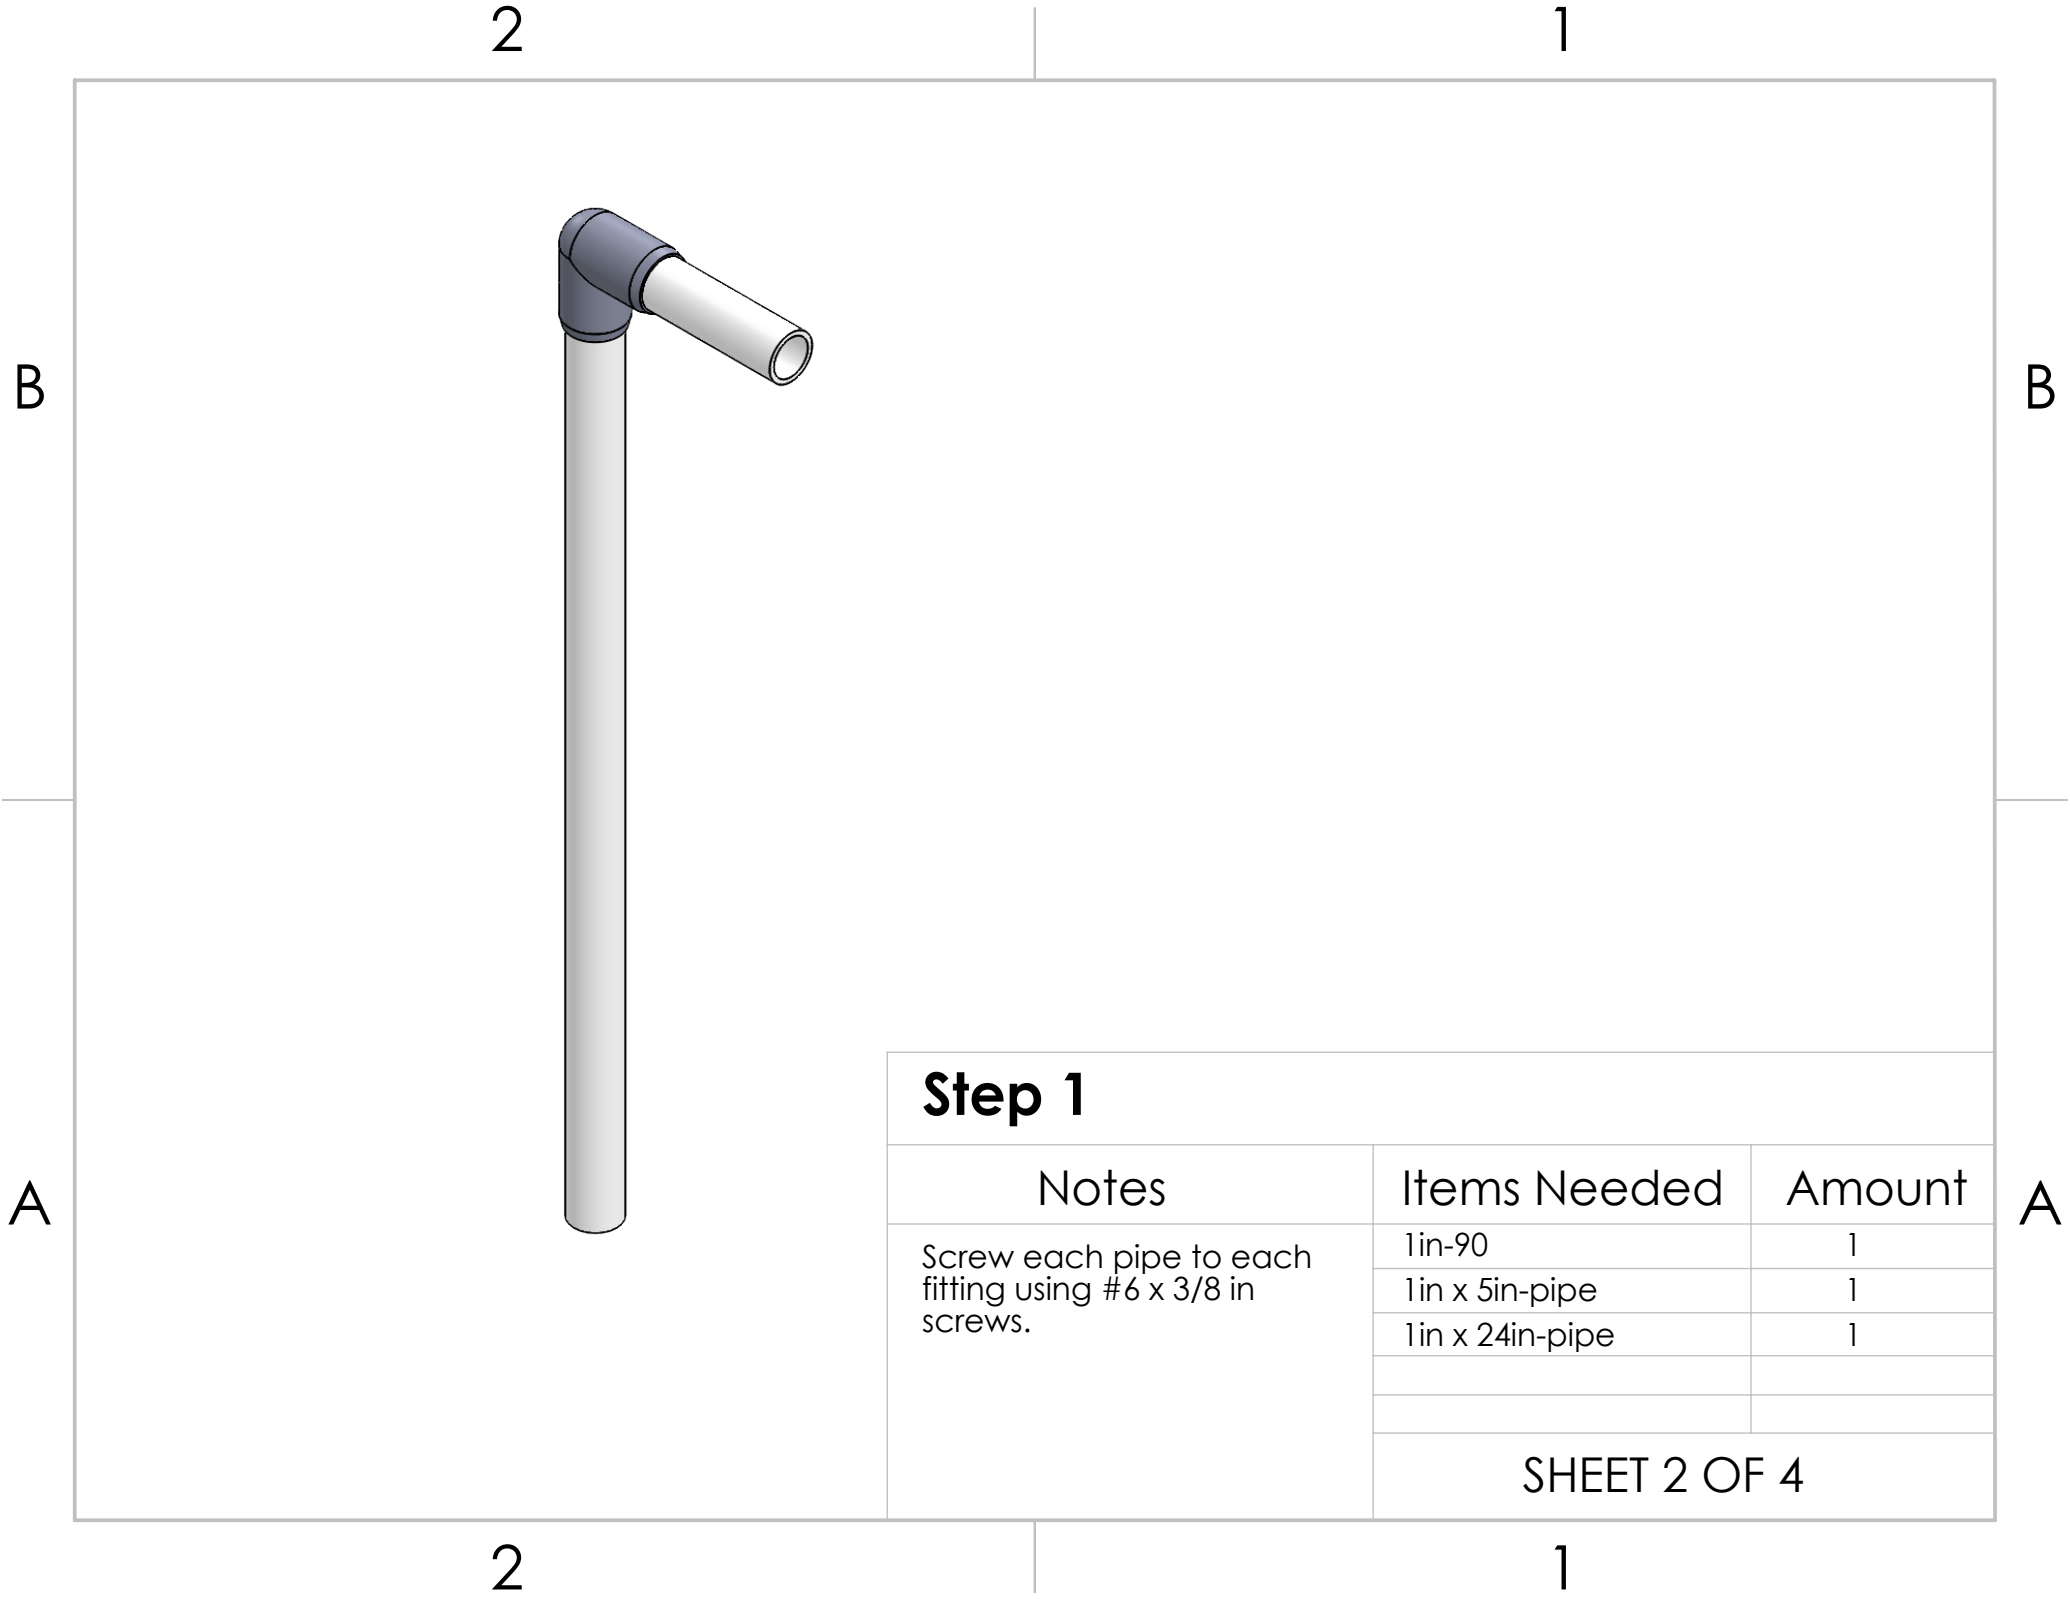 2 1
B B
A A
Step 1
Notes Items Needed Amount
Screw each pipe to each
fitting using #6 x 3/8 in
screws.
1in-90 1
1in x 5in-pipe 1
1in x 24in-pipe 1
SHEET 2 OF 4
2 1